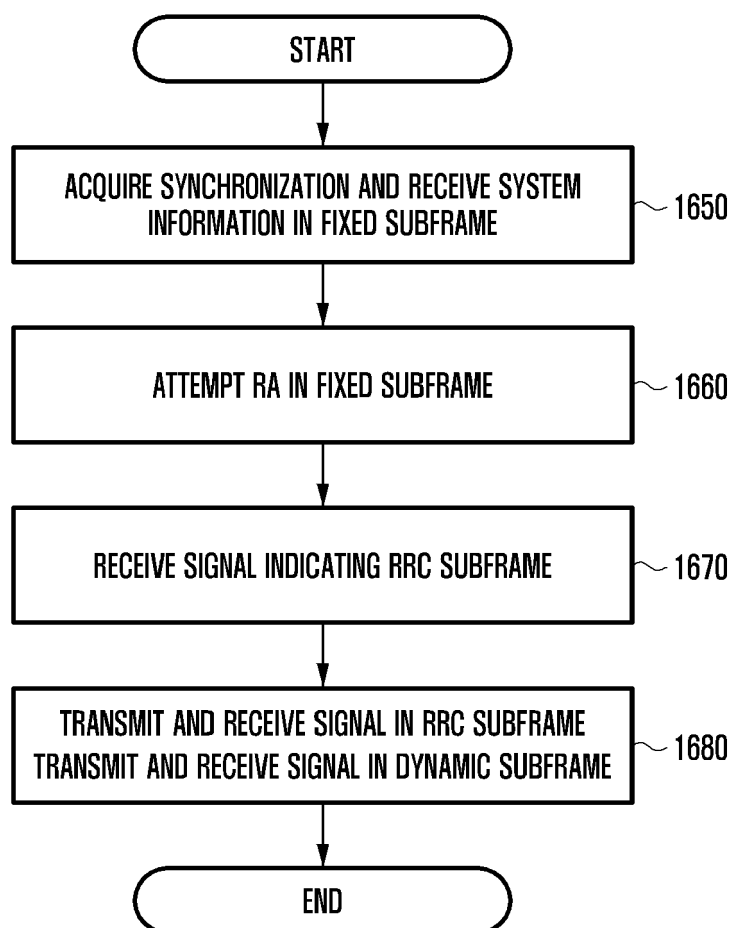 START
ACQUIRE SYNCHRONIZATION AND RECEIVE SYSTEM
INFORMATION IN FIXED SUBFRAME
1650
ATTEMPT RA IN FIXED SUBFRAME
1660
RECEIVE SIGNAL INDICATING RRC SUBFRAME
1670
TRANSMIT AND RECEIVE SIGNAL IN RRC SUBFRAME
TRANSMIT AND RECEIVE SIGNAL IN DYNAMIC SUBFRAME
1680
END